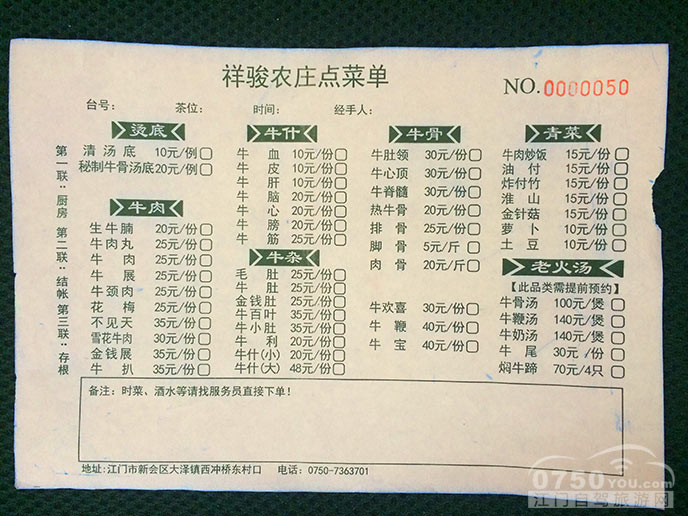 祥骏农庄点菜单
NO. 0000050
台号： 茶位： 时间： 经手人：
第一联：厨房 第二联：结帐 第三联：存根
烫底
清汤底 10元/例
秘制牛骨汤底 20元/例
牛肉
生牛腩 25元/份
牛肉丸 25元/份
牛肉 25元/份
牛展 25元/份
牛颈肉 25元/份
花梅 25元/份
不见天 35元/份
雪花牛肉 30元/份
金钱展 35元/份
牛扒 35元/份
牛什
牛血 10元/份
牛皮 10元/份
牛肝 10元/份
牛脑 20元/份
牛心 20元/份
牛膀 20元/份
牛筋 25元/份
牛杂
毛肚 25元/份
牛肚 25元/份
金钱肚 25元/份
牛百叶 35元/份
牛小肚 35元/份
牛利 20元/份
牛什(小) 20元/份
牛什(大) 48元/份
牛骨
牛肚领 30元/份
牛心顶 30元/份
牛脊髓 30元/份
热牛骨 20元/份
排骨 25元/份
脚骨 5元/斤
肉骨 20元/斤
牛欢喜 30元/份
牛鞭 40元/份
牛宝 40元/份
青菜
牛肉炒饭 15元/份
油付 15元/份
炸付竹 15元/份
淮山 15元/份
金针菇 15元/份
萝卜 10元/份
土豆 10元/份
老火汤
【此品类需提前预约】
牛骨汤 100元/煲
牛鞭汤 140元/煲
牛奶汤 140元/煲
牛尾 30元/份
焖牛蹄 70元/4只
备注：时菜、酒水等请找服务员直接下单！
地址：江门市新会区大泽镇西冲桥东村口 电话：0750-7363701
0750You.com
江门自驾旅游网